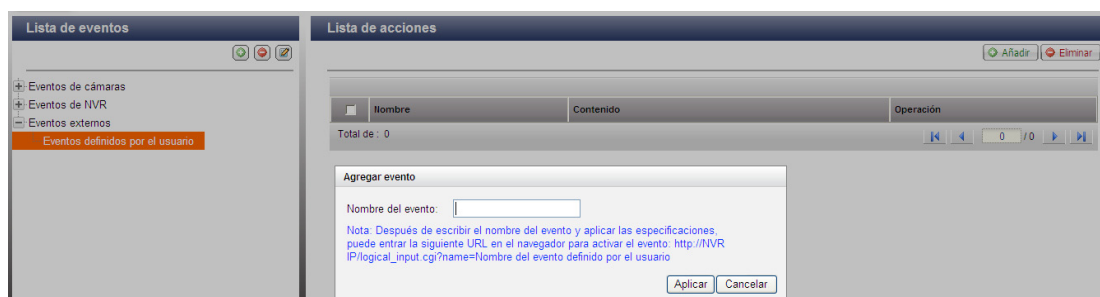 Lista de eventos
Lista de acciones
Añadir
Eliminar
Eventos de cámaras
Eventos de NVR
Eventos externos
Eventos definidos por el usuario
Nombre
Contenido
Operación
Total de : 0
0
/ 0
Agregar evento
Nombre del evento:
Nota: Después de escribir el nombre del evento y aplicar las especificaciones,
puede entrar la siguiente URL en el navegador para activar el evento: http://NVR
IP/logical_input.cgi?name=Nombre del evento definido por el usuario
Aplicar
Cancelar